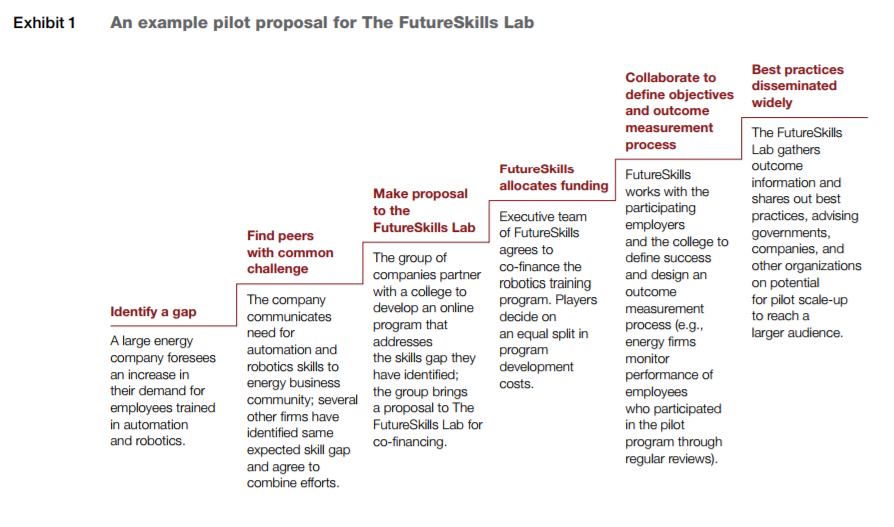 Exhibit 1 An example pilot proposal for The FutureSkills Lab
Identify a gap
A large energy
company foresees
an increase in
their demand for
employees trained
in automation
and robotics.
Find peers
with common
challenge
The company
communicates
need for
automation and
robotics skills to
energy business
community; several
other firms have
identified same
expected skill gap
and agree to
combine efforts.
Make proposal
to the
FutureSkills Lab
The group of
companies partner
with a college to
develop an online
program that
addresses
the skills gap they
have identified;
the group brings
a proposal to The
FutureSkills Lab for
co-financing.
FutureSkills
allocates funding
Executive team
of FutureSkills
agrees to
co-finance the
robotics training
program. Players
decide on
an equal split in
program
development
costs.
Collaborate to
define objectives
and outcome
measurement
process
FutureSkills
works with the
participating
employers
and the college to
define success
and design an
outcome
measurement
process (e.g.,
energy firms
monitor
performance of
employees
who participated
in the pilot
program through
regular reviews).
Best practices
disseminated
widely
The FutureSkills
Lab gathers
outcome
information and
shares out best
practices, advising
governments,
companies, and
other organizations
on potential
for pilot scale-up
to reach a
larger audience.